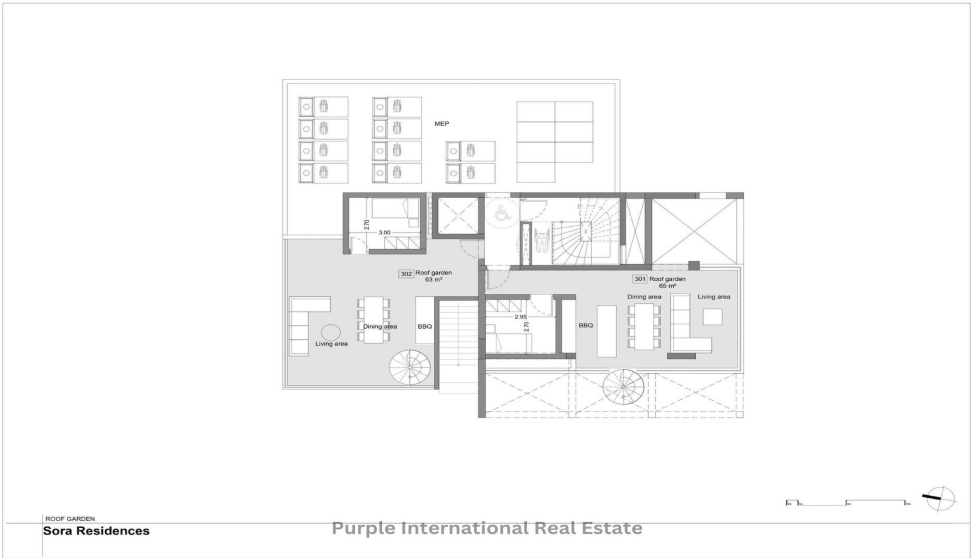 MEP
2.70
3.00
302 Roof garden
63 m²
301 Roof garden
65 m²
Dining area
Living area
2.95
2.70
BBQ
Dining area
BBQ
Living area
ROOF GARDEN
Sora Residences
Purple International Real Estate